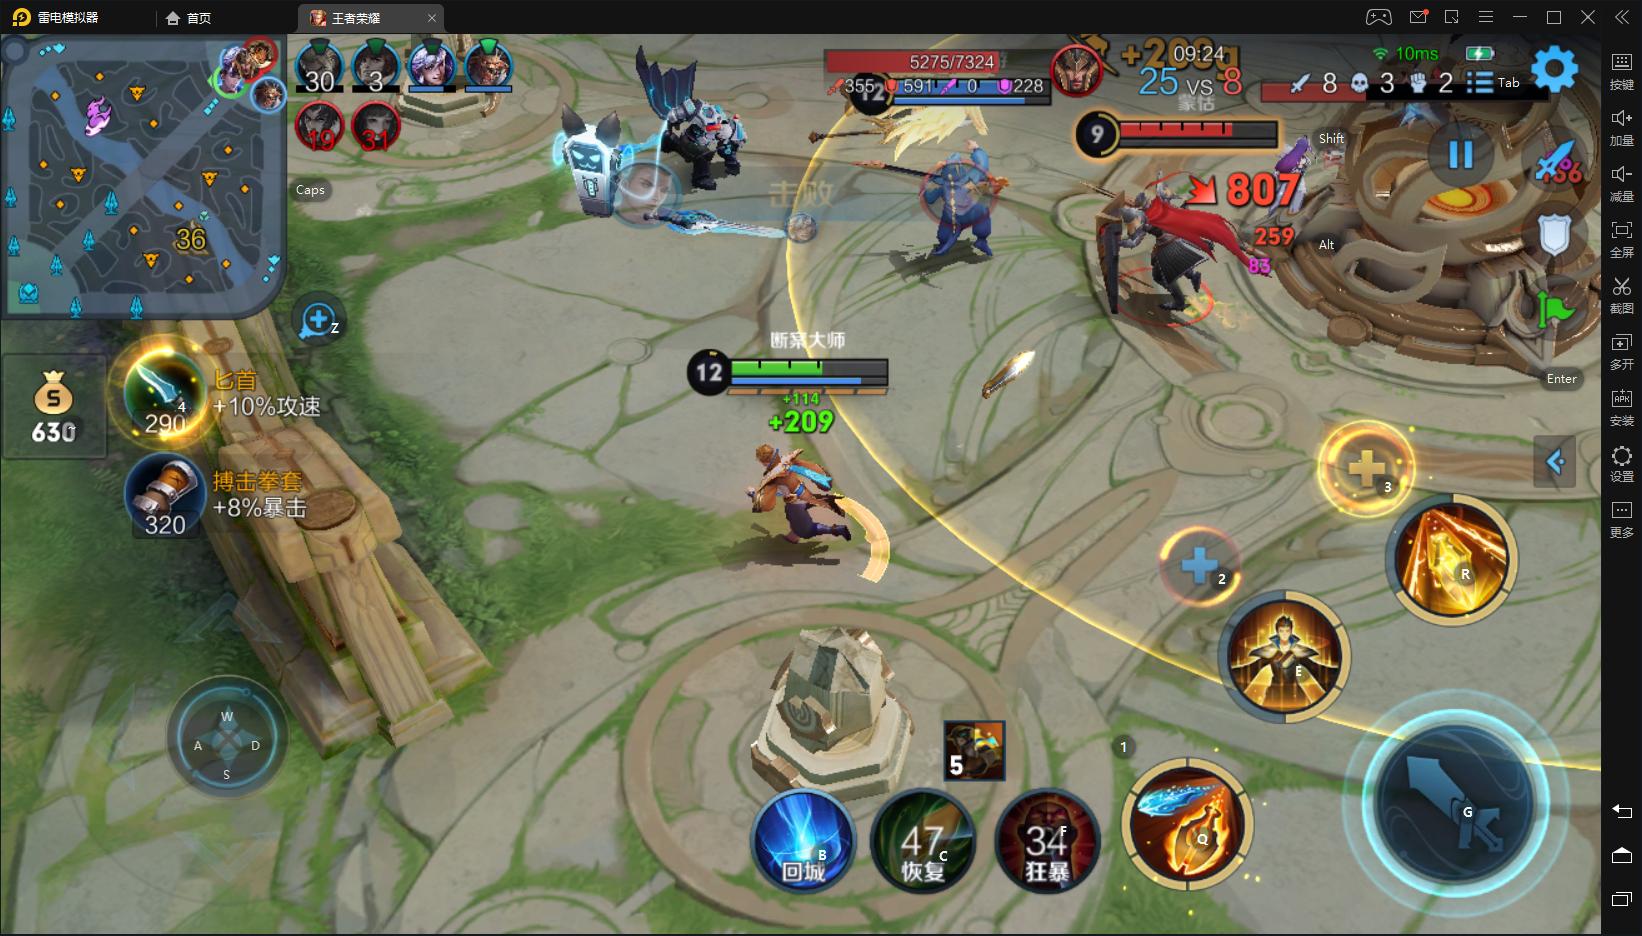 雷电模拟器
首页
王者荣耀
30
3
19
31
Caps
5275/7324
355
591
0
228
12
09:24
25 VS 8
10ms
8
3
2
Tab
9
Shift
击败
807
259
83
Alt
36
Z
Enter
断案大师
12
+114
+209
630
匕首
+10%攻速
4
290
搏击拳套
+8%暴击
320
3
2
R
E
W
A
D
S
1
5
Q
G
B
回城
47
C
恢复
34
F
狂暴
按键
加量
减量
全屏
截图
多开
安装
设置
更多